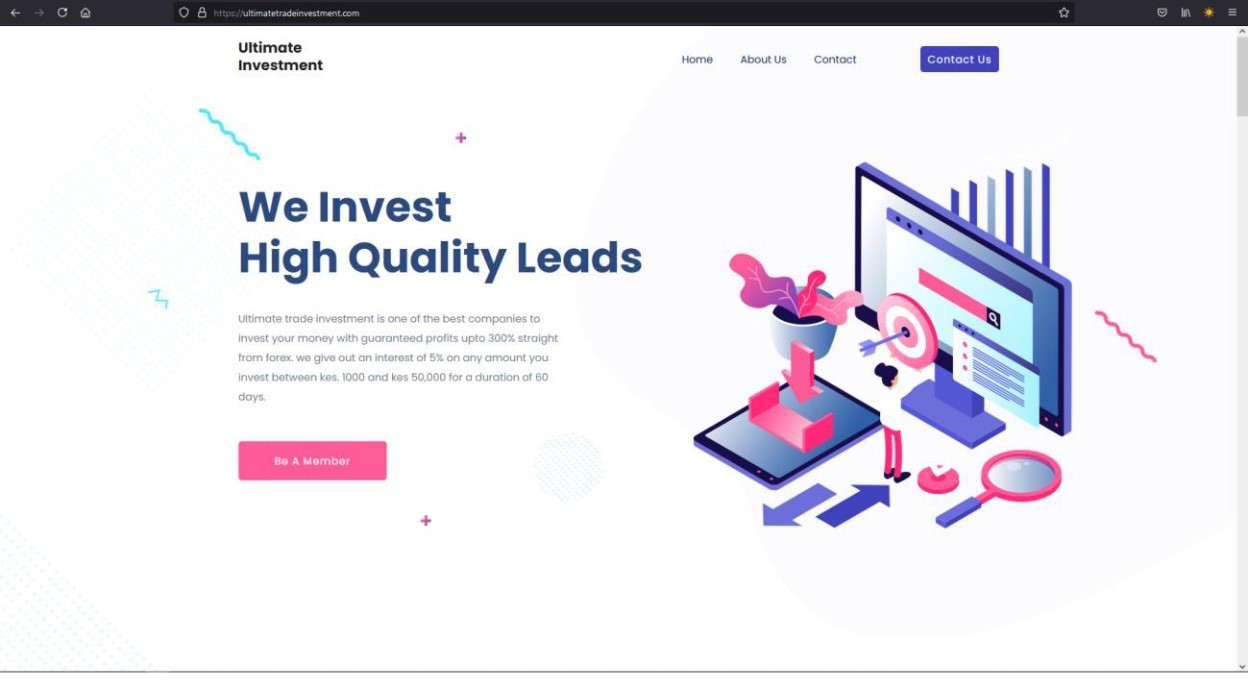 https://ultimatetradeinvestment.com
Ultimate
Investment
Home
About Us
Contact
Contact Us
We Invest
High Quality Leads
Ultimate trade investment is one of the best companies to
invest your money with guaranteed profits upto 300% straight
from forex. we give out an interest of 5% on any amount you
invest between kes. 1000 and kes 50,000 for a duration of 60
days.
Be A Member